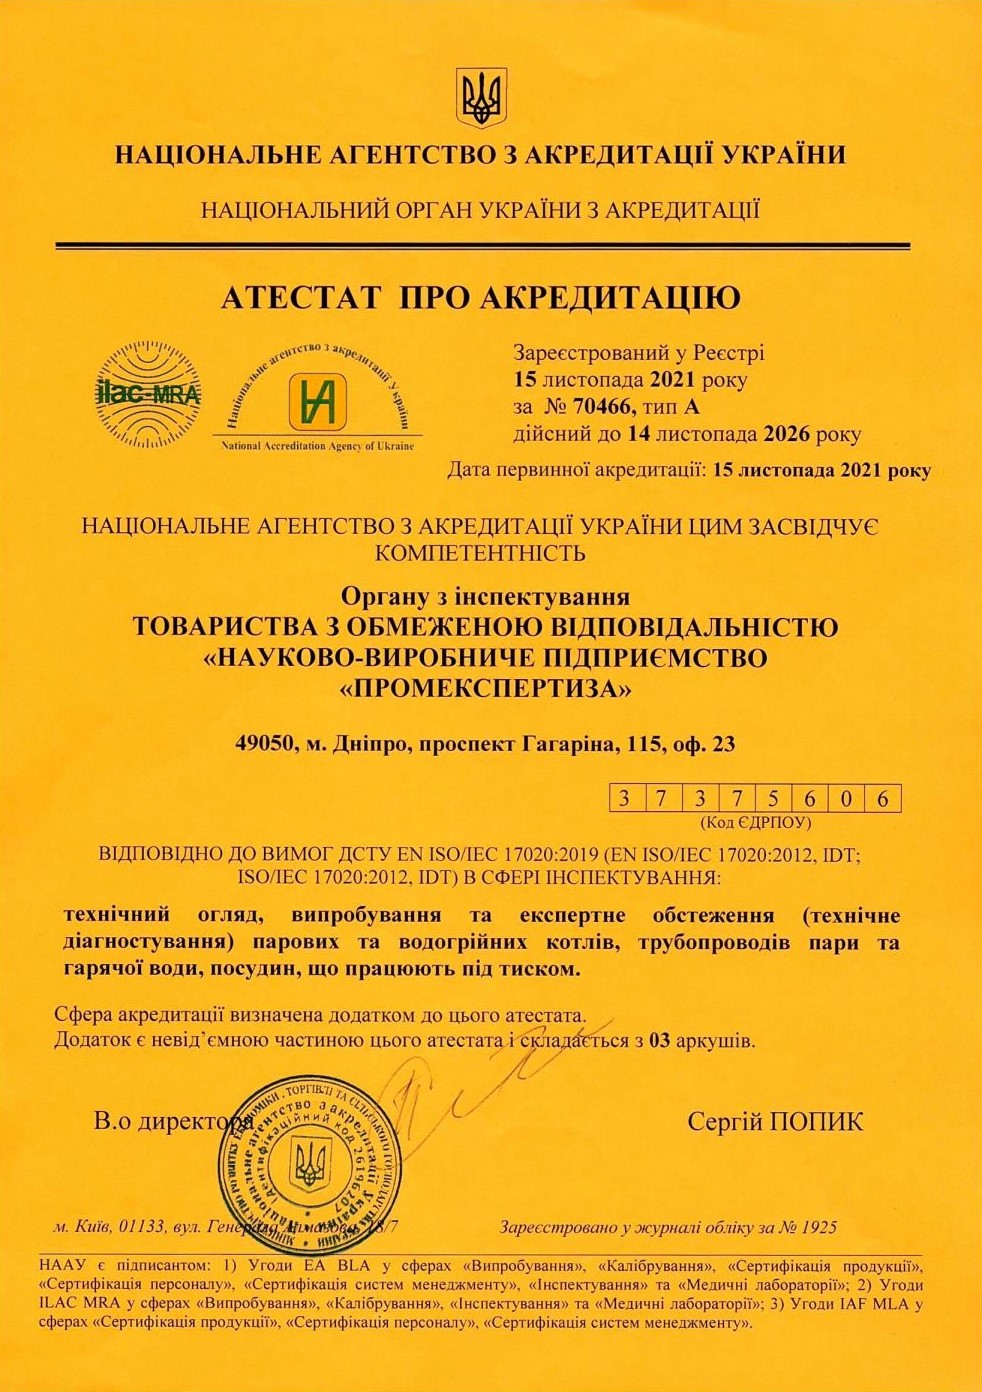 НАЦІОНАЛЬНЕ АГЕНТСТВО З АКРЕДИТАЦІЇ УКРАЇНИ
НАЦІОНАЛЬНИЙ ОРГАН УКРАЇНИ З АКРЕДИТАЦІЇ
АТЕСТАТ ПРО АКРЕДИТАЦІЮ
ilac-MRA
Національне агентство з акредитації України
НА
National Accreditation Agency of Ukraine
Зареєстрований у Реєстрі
15 листопада 2021 року
за № 70466, тип А
дійсний до 14 листопада 2026 року
Дата первинної акредитації: 15 листопада 2021 року
НАЦІОНАЛЬНЕ АГЕНТСТВО З АКРЕДИТАЦІЇ УКРАЇНИ ЦИМ ЗАСВІДЧУЄ
КОМПЕТЕНТНІСТЬ
Органу з інспектування
ТОВАРИСТВА З ОБМЕЖЕНОЮ ВІДПОВІДАЛЬНІСТЮ
«НАУКОВО-ВИРОБНИЧЕ ПІДПРИЄМСТВО
«ПРОМЕКСПЕРТИЗА»
49050, м. Дніпро, проспект Гагаріна, 115, оф. 23
3 7 3 7 5 6 0 6
(Код ЄДРПОУ)
ВІДПОВІДНО ДО ВИМОГ ДСТУ EN ISO/IEC 17020:2019 (EN ISO/IEC 17020:2012, IDT;
ISO/IEC 17020:2012, IDT) В СФЕРІ ІНСПЕКТУВАННЯ:
технічний огляд, випробування та експертне обстеження (технічне
діагностування) парових та водогрійних котлів, трубопроводів пари та
гарячої води, посудин, що працюють під тиском.
Сфера акредитації визначена додатком до цього атестата.
Додаток є невід’ємною частиною цього атестата і складається з 03 аркушів.
В.о директора
Сергій ПОПИК
МІНІСТЕРСТВО РОЗВИТКУ ЕКОНОМІКИ, ТОРГІВЛІ ТА СІЛЬСЬКОГО ГОСПОДАРСТВА УКРАЇНИ
Національне агентство з акредитації України
Ідентифікаційний код 26196207
м. Київ, 01133, вул. Генерала Алмазова, 18/7
Зареєстровано у журналі обліку за № 1925
НААУ є підписантом: 1) Угоди EA BLA у сферах «Випробування», «Калібрування», «Сертифікація продукції»,
«Сертифікація персоналу», «Сертифікація систем менеджменту», «Інспектування» та «Медичні лабораторії»; 2) Угоди
ILAC MRA у сферах «Випробування», «Калібрування», «Інспектування» та «Медичні лабораторії»; 3) Угоди IAF MLA у
сферах «Сертифікація продукції», «Сертифікація персоналу», «Сертифікація систем менеджменту».